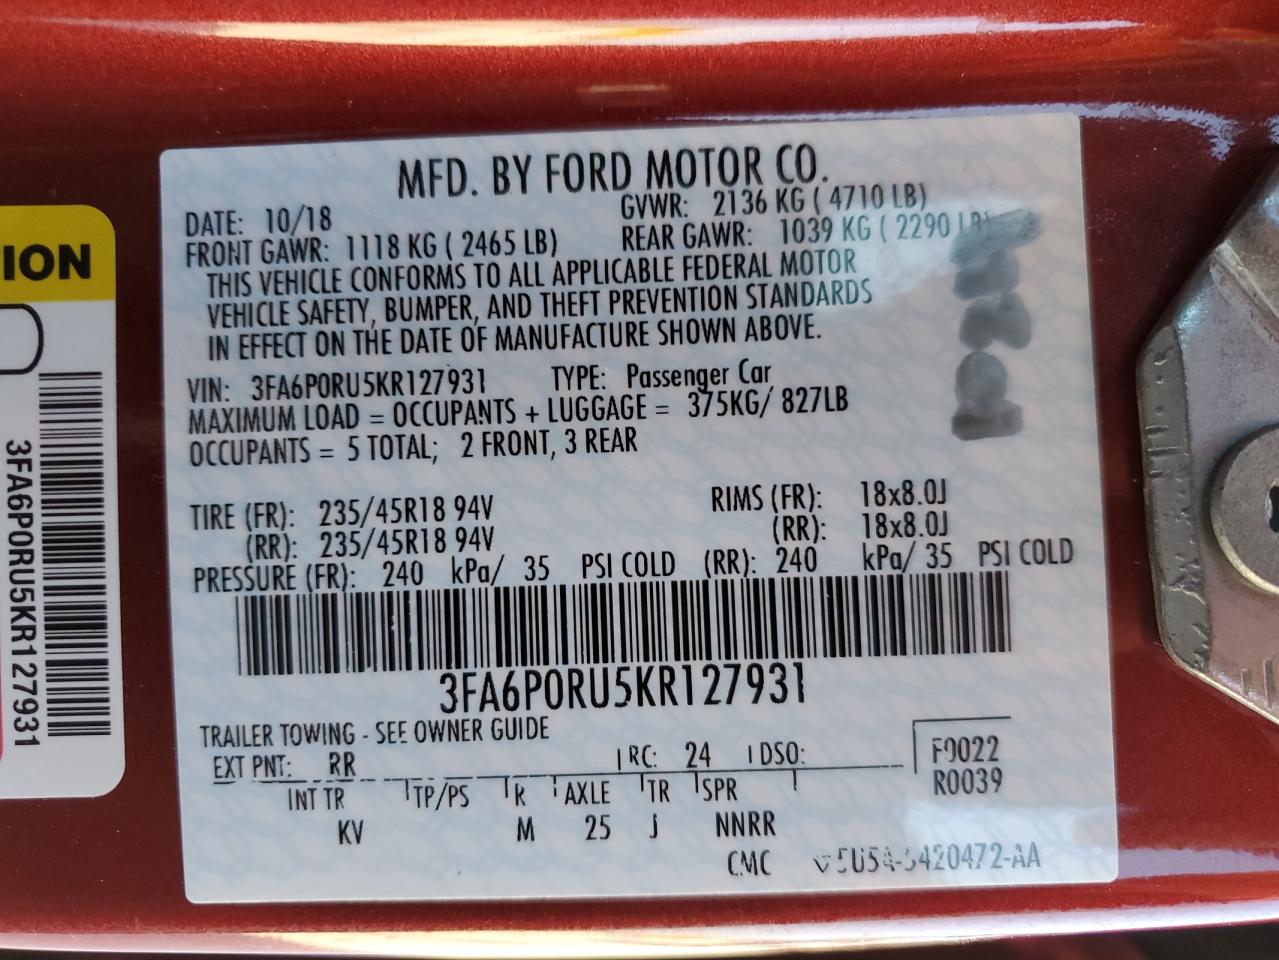 MFD. BY FORD MOTOR CO.
DATE: 10/18 GVWR: 2136 KG ( 4710 LB)
FRONT GAWR: 1118 KG ( 2465 LB) REAR GAWR: 1039 KG ( 2290 LB)
THIS VEHICLE CONFORMS TO ALL APPLICABLE FEDERAL MOTOR
VEHICLE SAFETY, BUMPER, AND THEFT PREVENTION STANDARDS
IN EFFECT ON THE DATE OF MANUFACTURE SHOWN ABOVE.
VIN: 3FA6P0RU5KR127931 TYPE: Passenger Car
MAXIMUM LOAD = OCCUPANTS + LUGGAGE = 375KG/ 827LB
OCCUPANTS = 5 TOTAL; 2 FRONT, 3 REAR
TIRE (FR): 235/45R18 94V RIMS (FR): 18x8.0J
(RR): 235/45R18 94V (RR): 18x8.0J
PRESSURE (FR): 240 kPa/ 35 PSI COLD (RR): 240 kPa/ 35 PSI COLD
3FA6P0RU5KR127931
TRAILER TOWING - SEE OWNER GUIDE
EXT PNT: RR RC: 24 DSO: F0022
R0039
INT TR TP/PS R AXLE TR SPR
KV M 25 J NNRR
CMC
ION
3FA6P0RU5KR127931